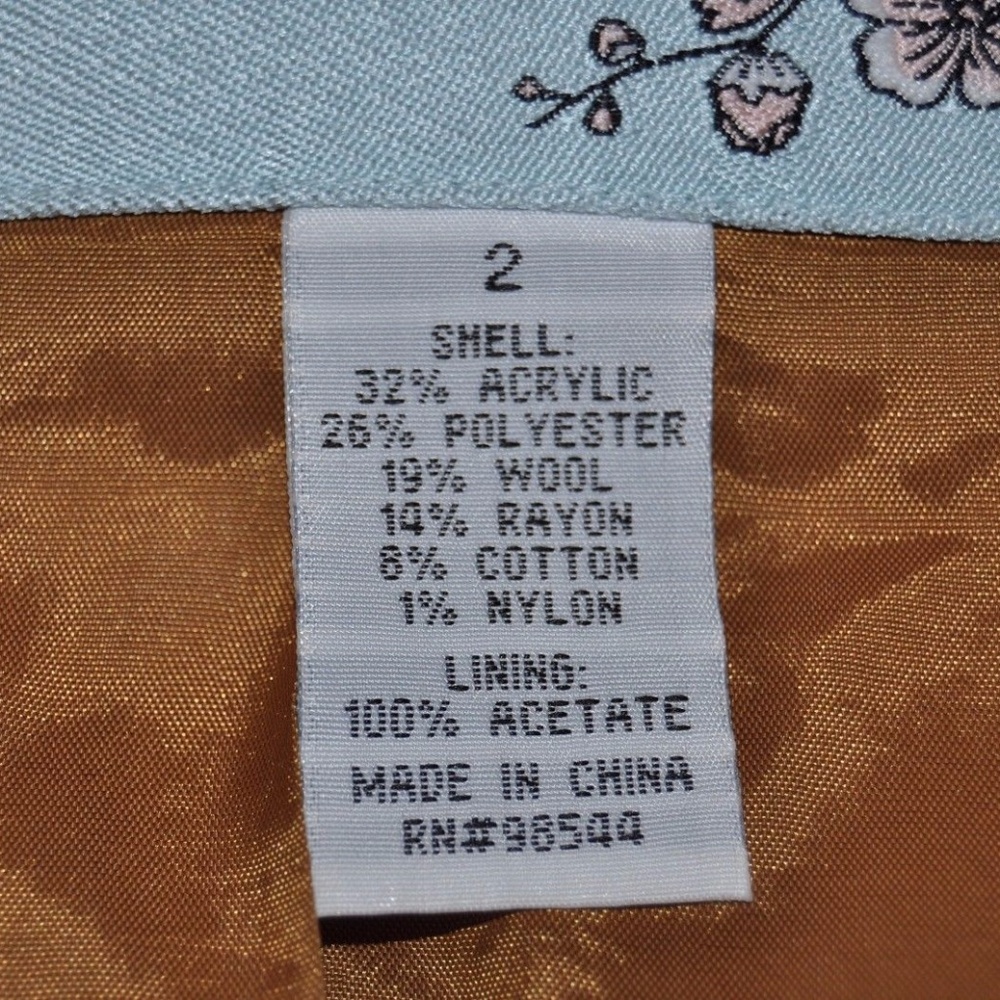 2
SHELL:
32% ACRYLIC
26% POLYESTER
19% WOOL
14% RAYON
8% COTTON
1% NYLON
LINING:
100% ACETATE
MADE IN CHINA
RN#98544